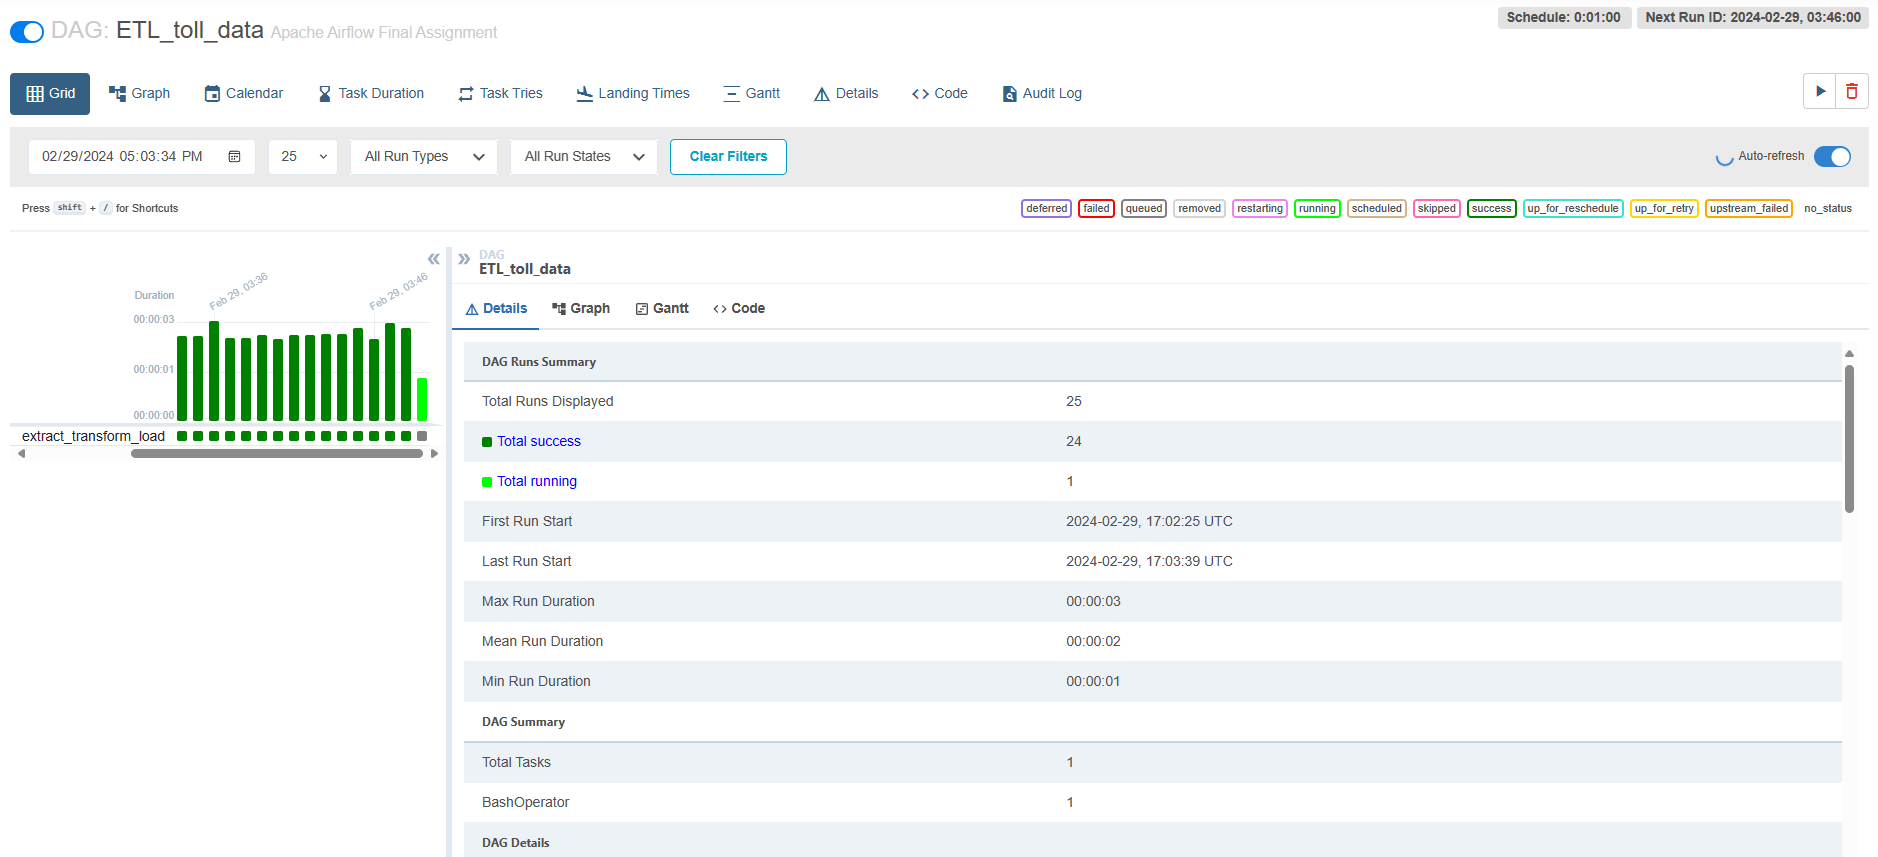 DAG: ETL_toll_data Apache Airflow Final Assignment
Schedule: 0:01:00 Next Run ID: 2024-02-29, 03:46:00
Grid Graph Calendar Task Duration Task Tries Landing Times Gantt Details Code Audit Log
02/29/2024 05:03:34 PM 25 All Run Types All Run States Clear Filters Auto-refresh
Press shift + / for Shortcuts
deferred failed queued removed restarting running scheduled skipped success up_for_reschedule up_for_retry upstream_failed no_status
Duration
Feb 29, 03:36
Feb 29, 03:46
00:00:03
00:00:01
00:00:00
extract_transform_load
DAG
ETL_toll_data
Details Graph Gantt Code
DAG Runs Summary
Total Runs Displayed 25
Total success 24
Total running 1
First Run Start 2024-02-29, 17:02:25 UTC
Last Run Start 2024-02-29, 17:03:39 UTC
Max Run Duration 00:00:03
Mean Run Duration 00:00:02
Min Run Duration 00:00:01
DAG Summary
Total Tasks 1
BashOperator 1
DAG Details